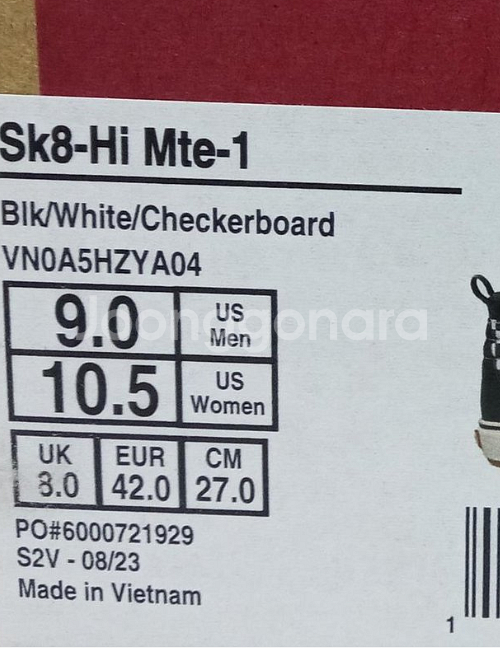 Sk8-Hi Mte-1
Blk/White/Checkerboard
VN0A5HZYA04
9.0 US Men
10.5 US Women
UK EUR CM
8.0 42.0 27.0
PO#6000721929
S2V - 08/23
Made in Vietnam
1
Joonggonara